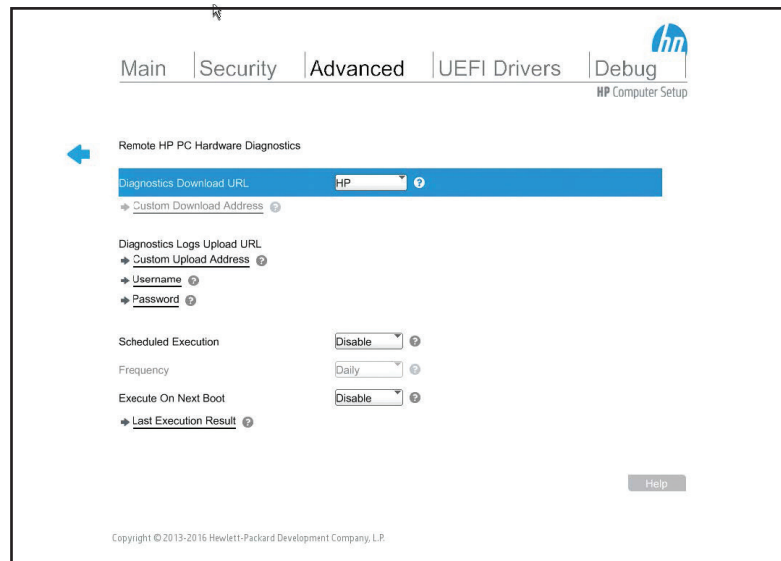 hp
Main Security Advanced UEFI Drivers Debug
HP Computer Setup
Remote HP PC Hardware Diagnostics
Diagnostics Download URL HP ?
Custom Download Address ?
Diagnostics Logs Upload URL
Custom Upload Address ?
Username ?
Password ?
Scheduled Execution Disable ?
Frequency Daily ?
Execute On Next Boot Disable ?
Last Execution Result ?
Help
Copyright © 2013-2016 Hewlett-Packard Development Company, L.P.